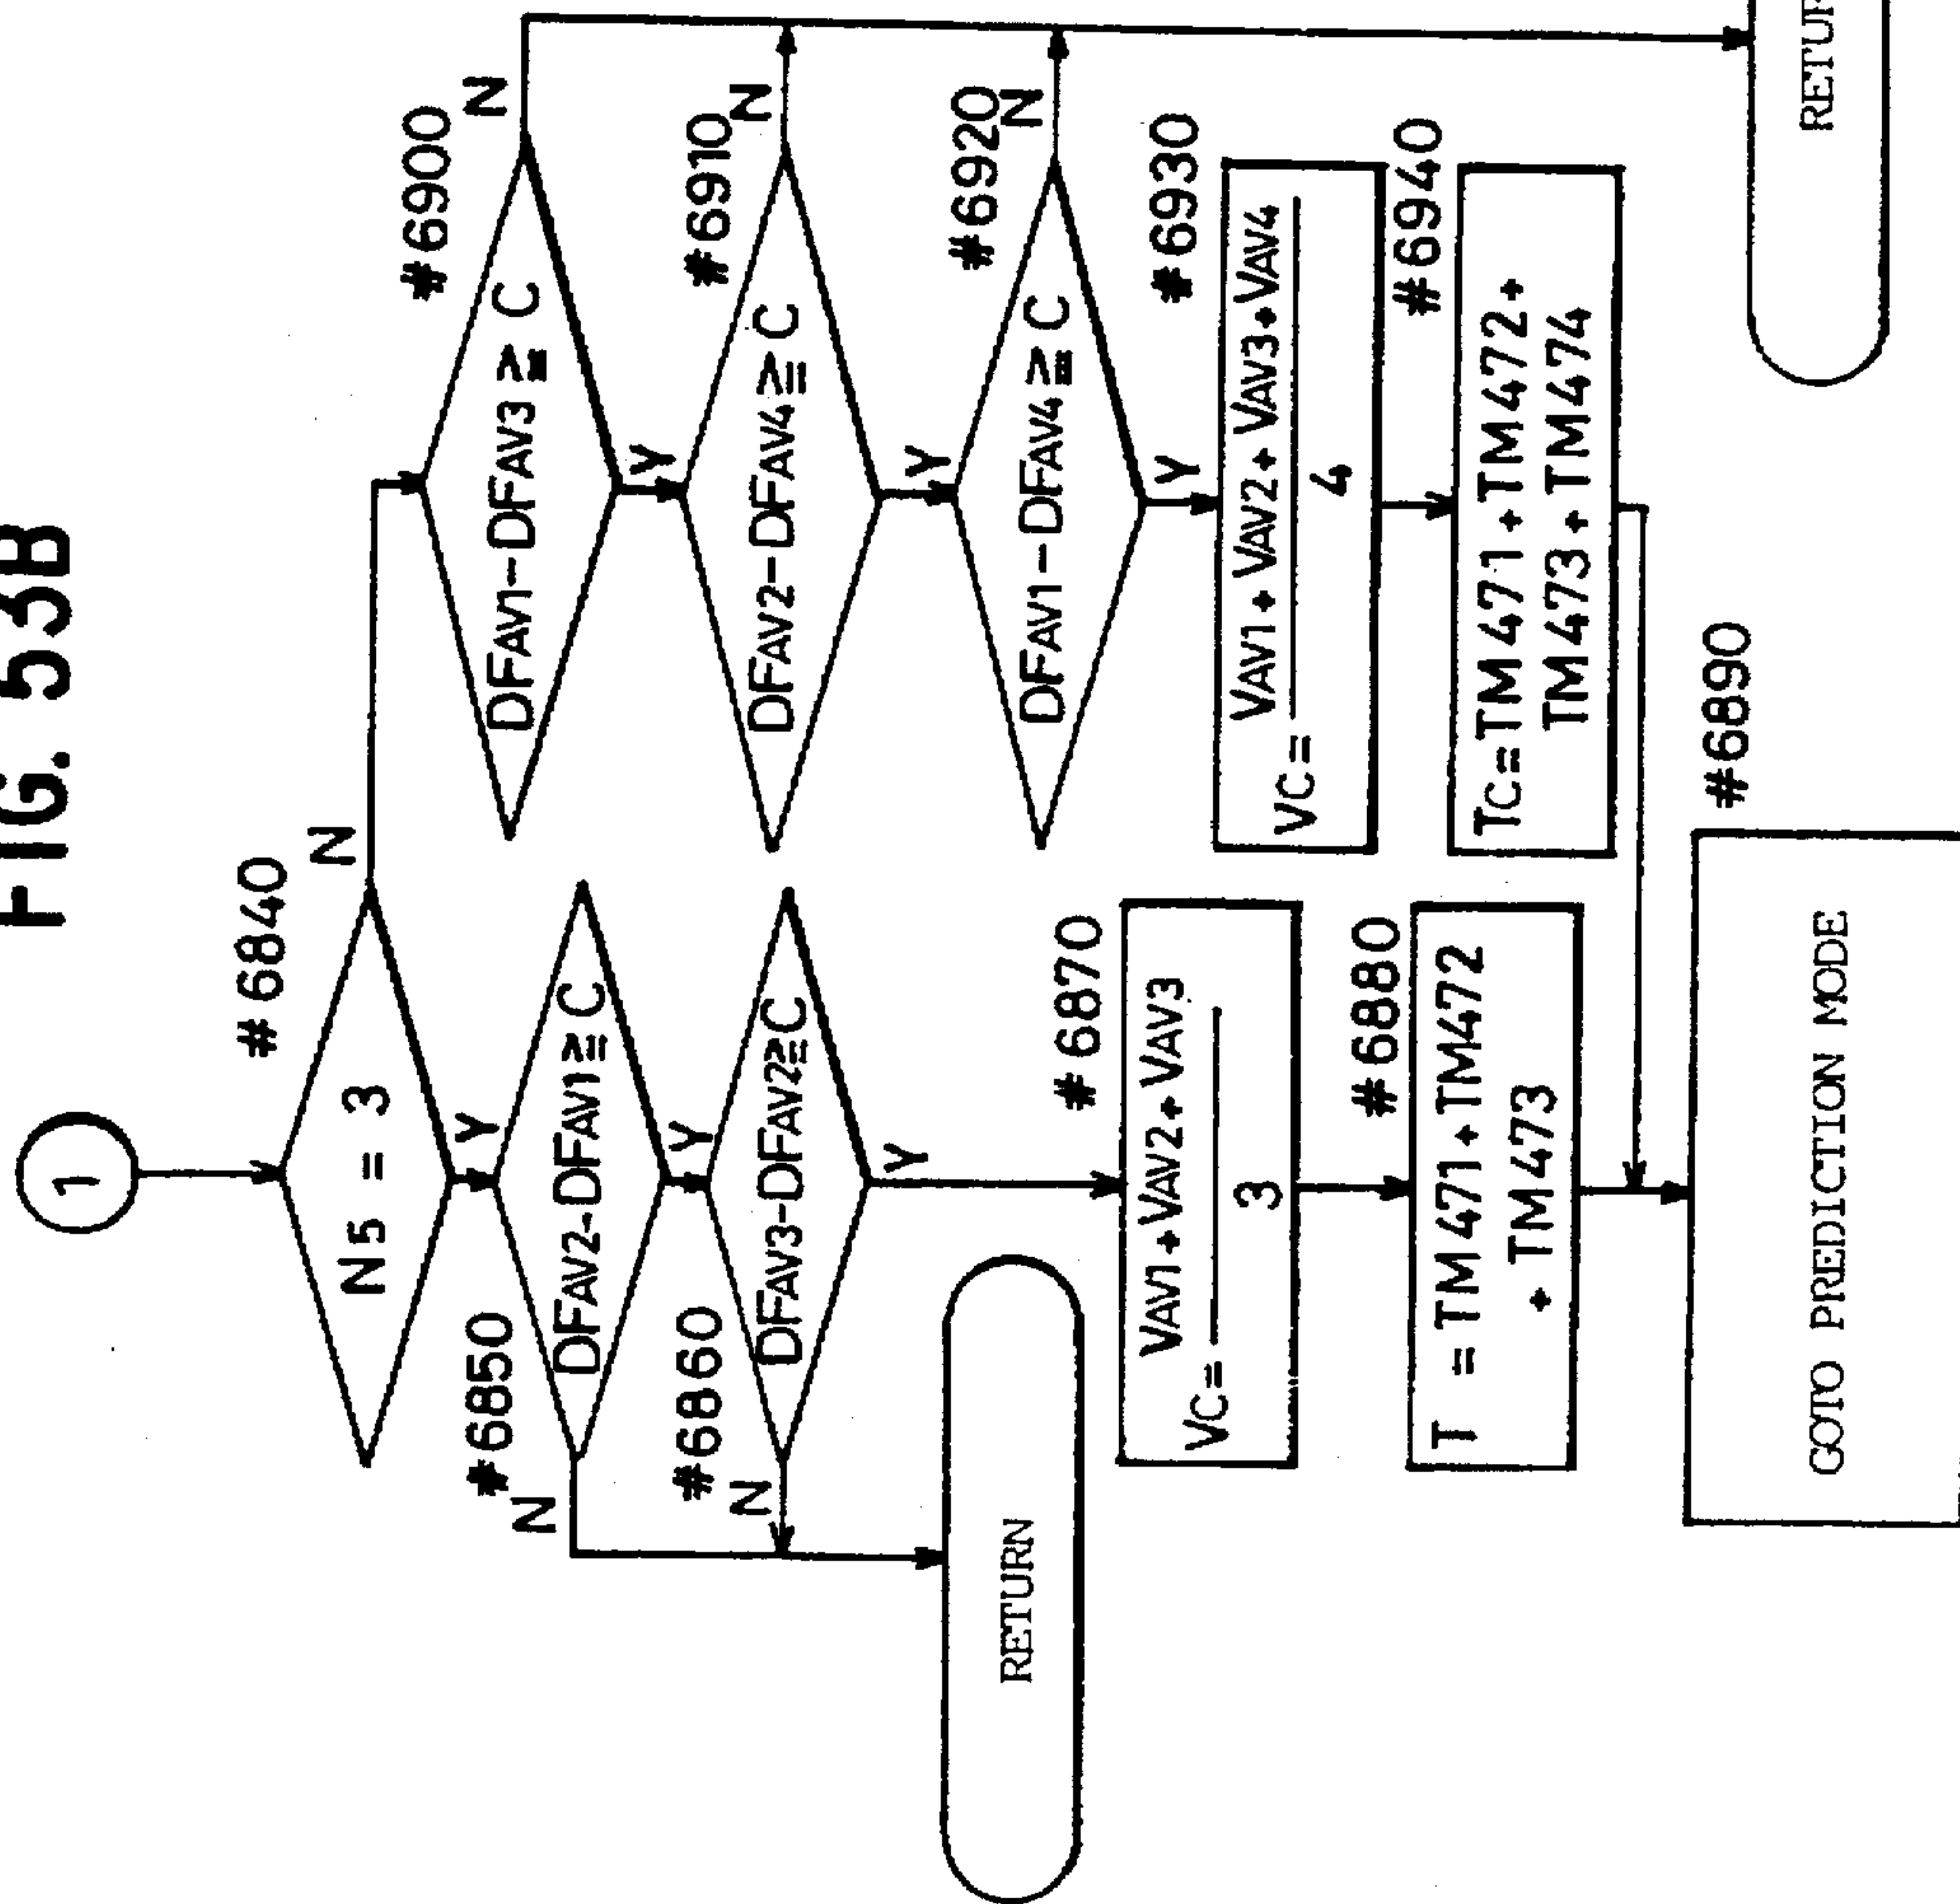 FIG. 53B
1
#6840
N5 = 3
N
Y
#6850
DFAV2-DFAV1≧C
N
Y
#6860
DFAV3-DFAV2≧C
N
Y
RETURN
#6870
VC= VAV1+VAV2+VAV3
3
#6880
T = TM471+TM472
+TM473
#6890
GOTO PREDICTION MODE
#6900
DFAV1-DFAV3 ≧ C
N
Y
#6910
DFAV2-DFAV4≧C
N
Y
#6920
DFAV1-DFAV4 ≧ C
N
Y
#6930
VC= VAV1+VAV2+VAV3+VAV4
4
#6940
TC=TM471+TM472+
TM473+TM474
RETUR